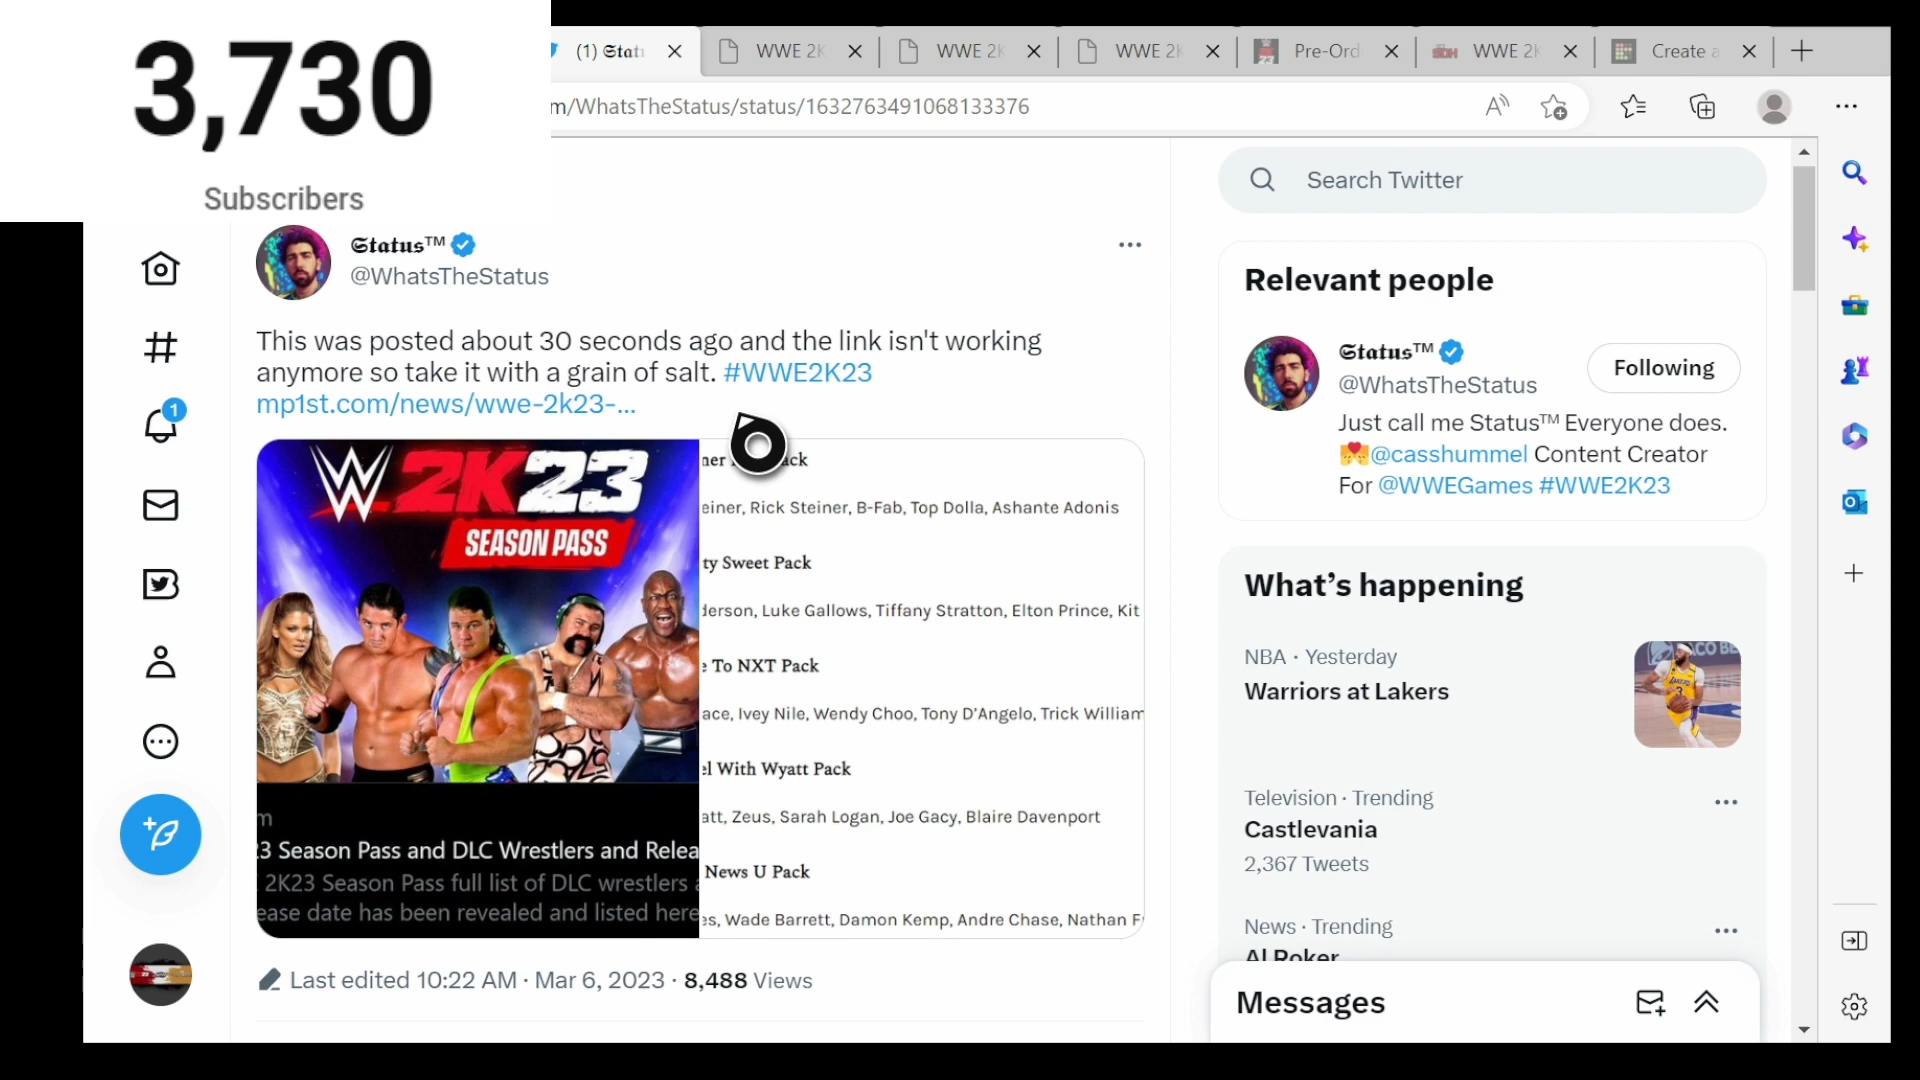 3,730
Subscribers
(1) Statu
WWE 2K
WWE 2K
WWE 2K
Pre-Ord
WWE 2K
Create a
m/WhatsTheStatus/status/1632763491068133376
Search Twitter
Status™
@WhatsTheStatus
This was posted about 30 seconds ago and the link isn't working
anymore so take it with a grain of salt. #WWE2K23
mp1st.com/news/wwe-2k23-...
W 2K23
SEASON PASS
m
23 Season Pass and DLC Wrestlers and Relea
2K23 Season Pass full list of DLC wrestlers a
ease date has been revealed and listed here
ner ack
einer, Rick Steiner, B-Fab, Top Dolla, Ashante Adonis
ty Sweet Pack
derson, Luke Gallows, Tiffany Stratton, Elton Prince, Kit
e To NXT Pack
ace, Ivey Nile, Wendy Choo, Tony D'Angelo, Trick William
el With Wyatt Pack
att, Zeus, Sarah Logan, Joe Gacy, Blaire Davenport
News U Pack
es, Wade Barrett, Damon Kemp, Andre Chase, Nathan F
Last edited 10:22 AM · Mar 6, 2023 · 8,488 Views
1
Relevant people
Status™
@WhatsTheStatus
Following
Just call me Status™ Everyone does.
@casshummel Content Creator
For @WWEGames #WWE2K23
What's happening
NBA · Yesterday
Warriors at Lakers
Television · Trending
Castlevania
2,367 Tweets
News · Trending
Al Roker
Messages